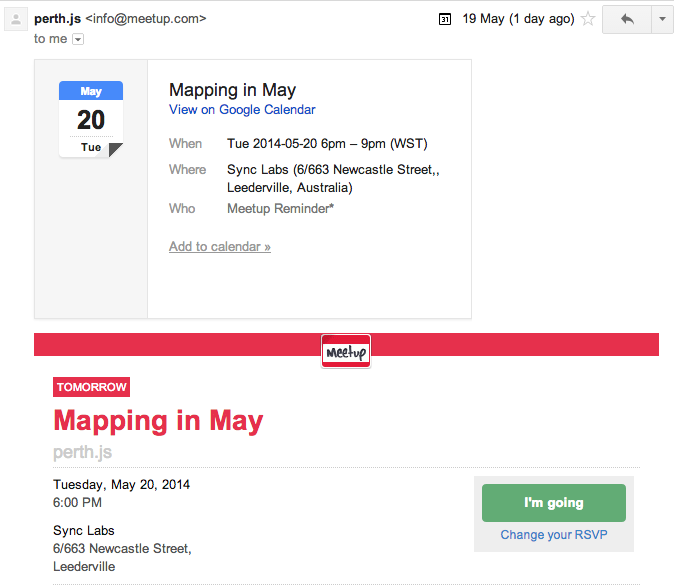 perth.js <info@meetup.com>
31 19 May (1 day ago)
to me
May
20
Tue
Mapping in May
View on Google Calendar
When Tue 2014-05-20 6pm – 9pm (WST)
Where Sync Labs (6/663 Newcastle Street,,
Leederville, Australia)
Who Meetup Reminder*
Add to calendar »
meetup
TOMORROW
Mapping in May
perth.js
Tuesday, May 20, 2014
6:00 PM
Sync Labs
6/663 Newcastle Street,
Leederville
I'm going
Change your RSVP